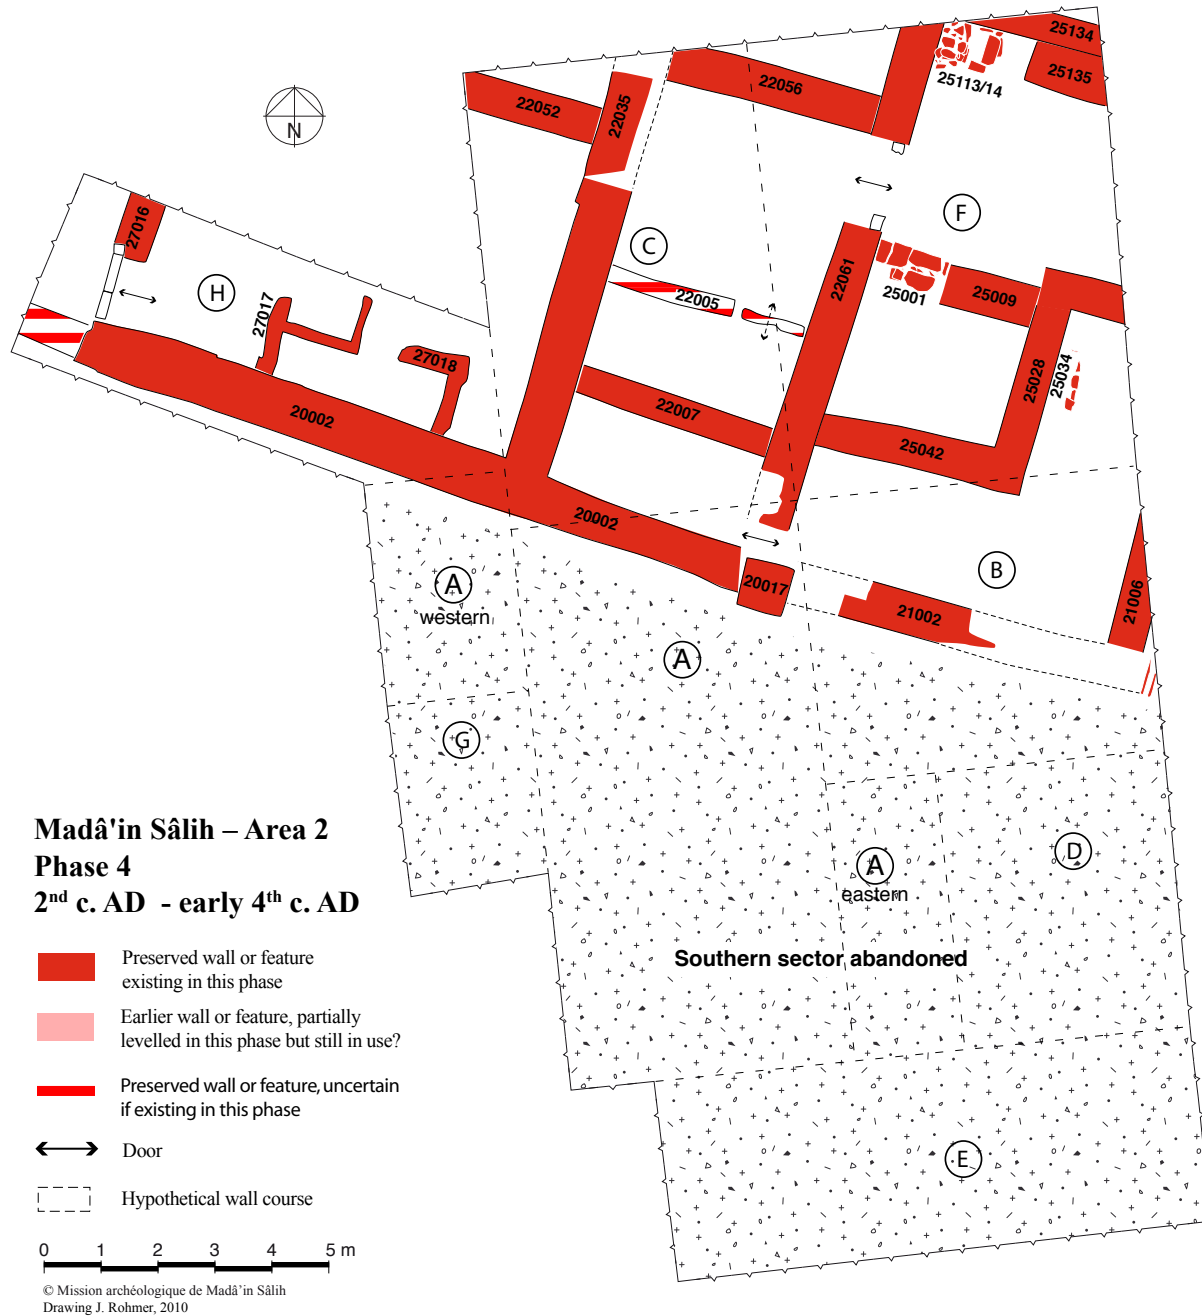 25134
25135
25113/14
22056
22052
22035
N
27016
F
C
H
22061
22005
25001
25009
27017
27018
25028
25034
20002
22007
25042
20002
B
A
western
20017
21002
21006
A
G
Madâ'in Sâlih – Area 2
Phase 4
2nd c. AD - early 4th c. AD
D
A
eastern
Southern sector abandoned
Preserved wall or feature
existing in this phase
Earlier wall or feature, partially
levelled in this phase but still in use?
Preserved wall or feature, uncertain
if existing in this phase
Door
Hypothetical wall course
E
0 1 2 3 4 5 m
© Mission archéologique de Madâ'in Sâlih
Drawing J. Rohmer, 2010